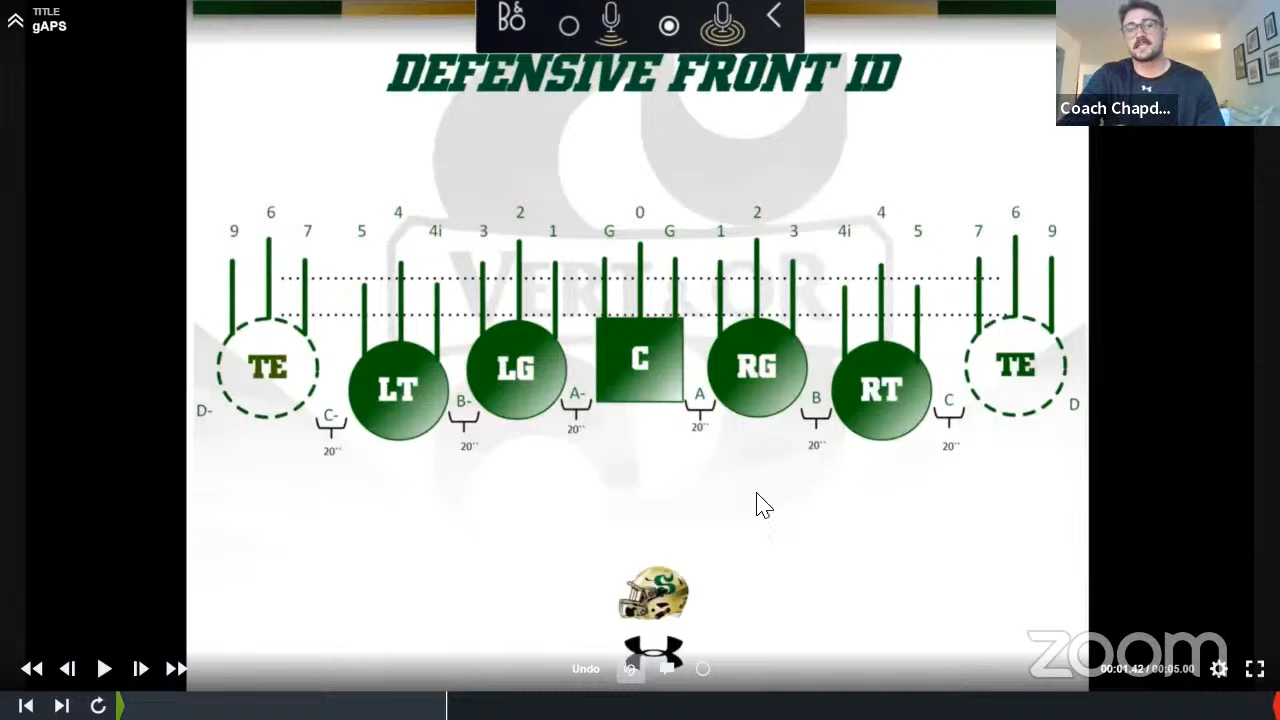 TITLE
gAPS
DEFENSIVE FRONT ID
Coach Chapd...
9 6 7 5 4 4i 3 2 1 G 0 G 1 2 3 4i 4 5 7 6 9
VERT&OR
TE LT LG C RG RT TE
D- C- B- A- A B C D
20`` 20`` 20`` 20`` 20`` 20``
S
zoom
Undo
00:01.42 / 00:05.00